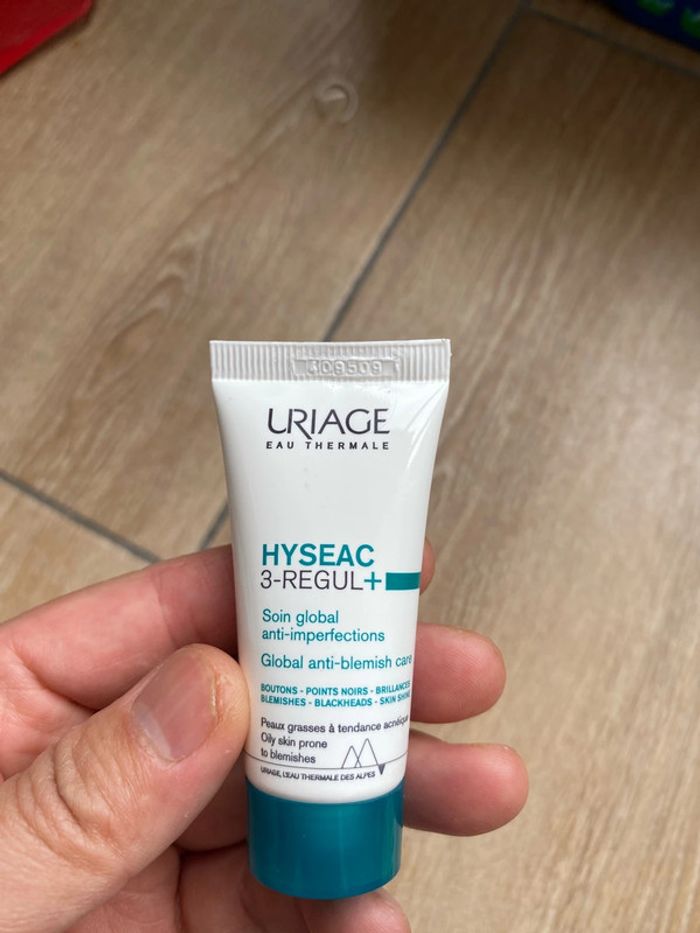 URIAGE
EAU THERMALE
HYSEAC
3-REGUL+
Soin global
anti-imperfections
Global anti-blemish care
BOUTONS - POINTS NOIRS - BRILLANCES
BLEMISHES - BLACKHEADS - SKIN SHINE
Peaux grasses à tendance acnéique
Oily skin prone
to blemishes
URIAGE, L'EAU THERMALE DES ALPES